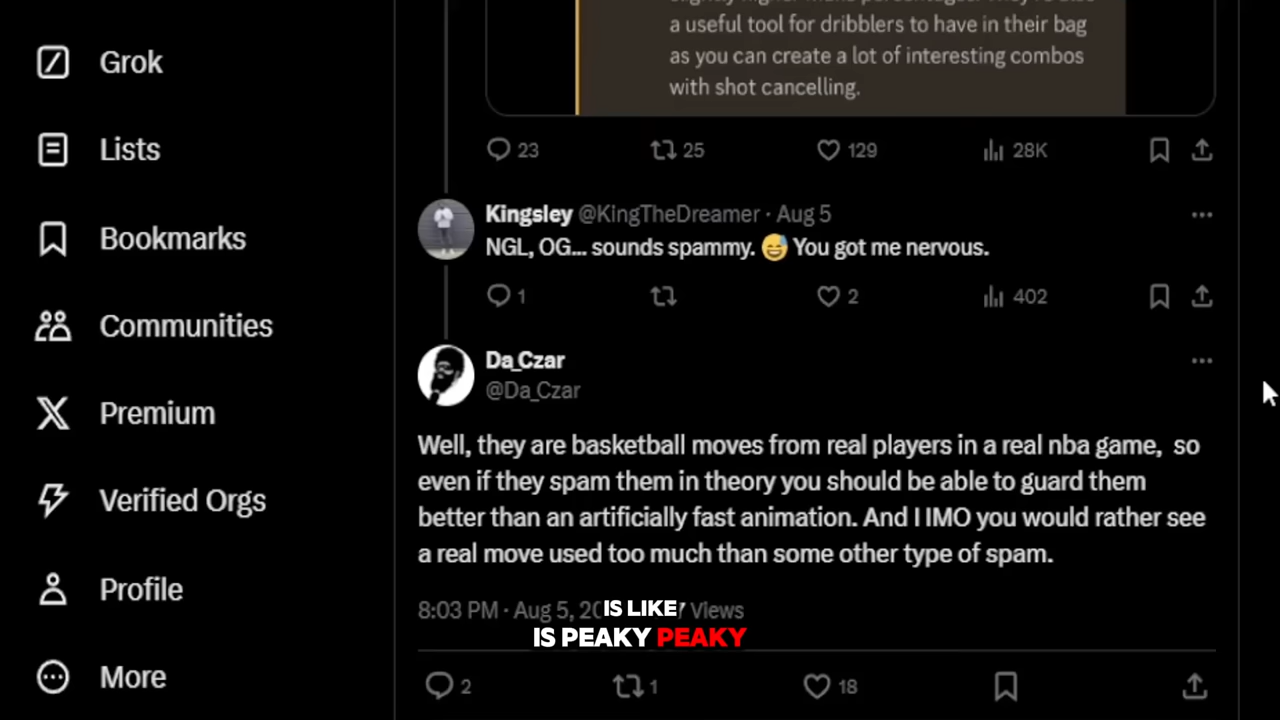 Grok
Lists
Bookmarks
Communities
Premium
Verified Orgs
Profile
More
a useful tool for dribblers to have in their bag
as you can create a lot of interesting combos
with shot cancelling.
23 25 129 28K
Kingsley @KingTheDreamer · Aug 5
NGL, OG... sounds spammy. 😅 You got me nervous.
1 2 402
Da_Czar
@Da_Czar
Well, they are basketball moves from real players in a real nba game, so
even if they spam them in theory you should be able to guard them
better than an artificially fast animation. And I IMO you would rather see
a real move used too much than some other type of spam.
8:03 PM · Aug 5, Views
IS LIKE
IS PEAKY PEAKY
2 1 18